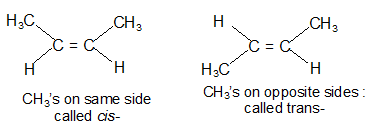 H₃C CH₃
C = C
H H
CH₃'s on same side
called cis-
H CH₃
C = C
H₃C H
CH₃'s on opposite sides :
called trans-